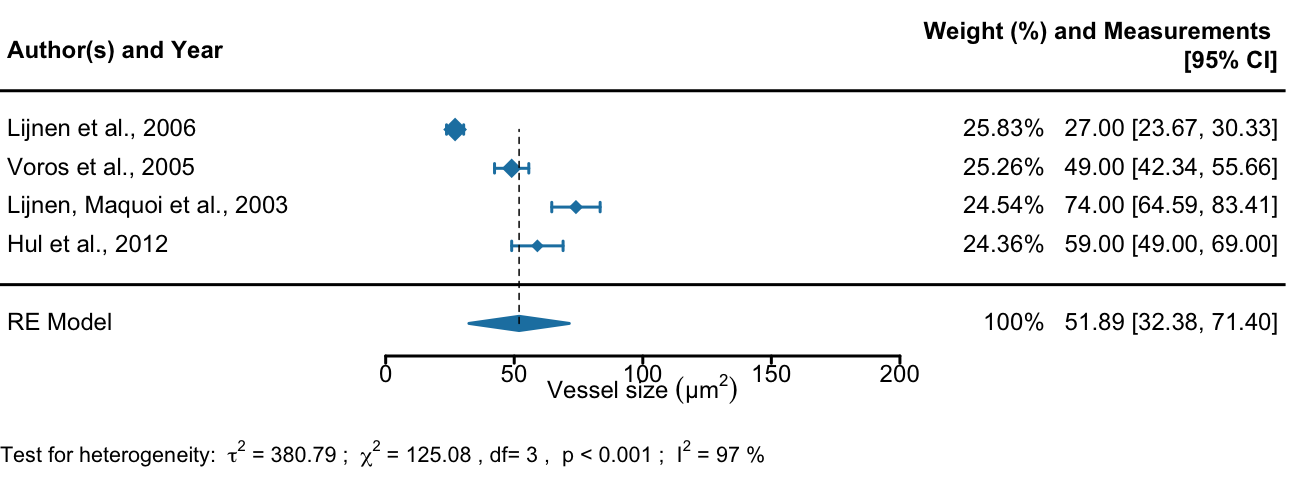 Author(s) and Year
Weight (%) and Measurements
[95% CI]
Lijnen et al., 2006 25.83% 27.00 [23.67, 30.33]
Voros et al., 2005 25.26% 49.00 [42.34, 55.66]
Lijnen, Maquoi et al., 2003 24.54% 74.00 [64.59, 83.41]
Hul et al., 2012 24.36% 59.00 [49.00, 69.00]
RE Model 100% 51.89 [32.38, 71.40]
0 50 100 150 200
Vessel size (µm²)
Test for heterogeneity: τ² = 380.79 ; χ² = 125.08 , df= 3 , p < 0.001 ; I² = 97 %